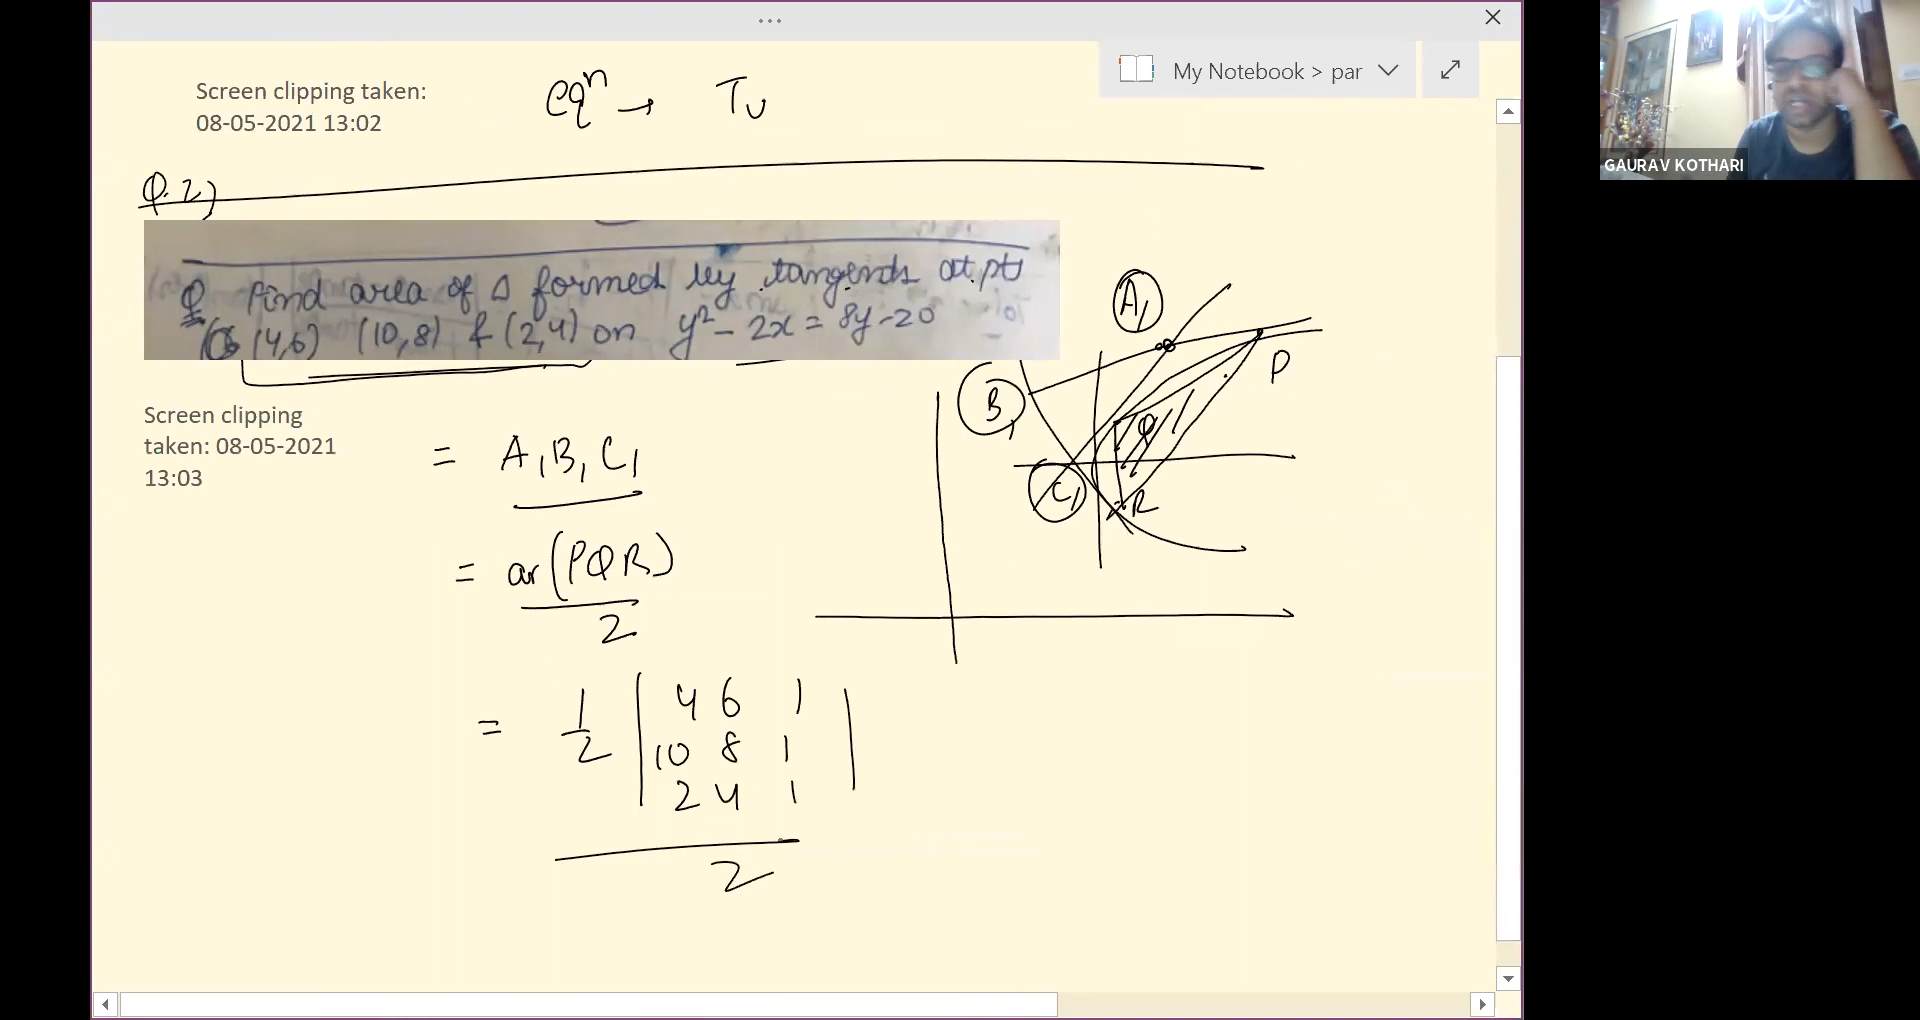 My Notebook > par
Screen clipping taken:
08-05-2021 13:02
eqⁿ →
GAURAV KOTHARI
Q.2)
Q Find area of Δ formed by tangents at pts
(4,6) (10,8) & (2,4) on y² - 2x = 8y - 20
A₁
P
B₁
Q
C₁
R
Screen clipping
taken: 08-05-2021
13:03
= A₁B₁C₁
= ar(PQR)
2
= 1/2 | 4 6 1 |
10 8 1
2 4 1
2